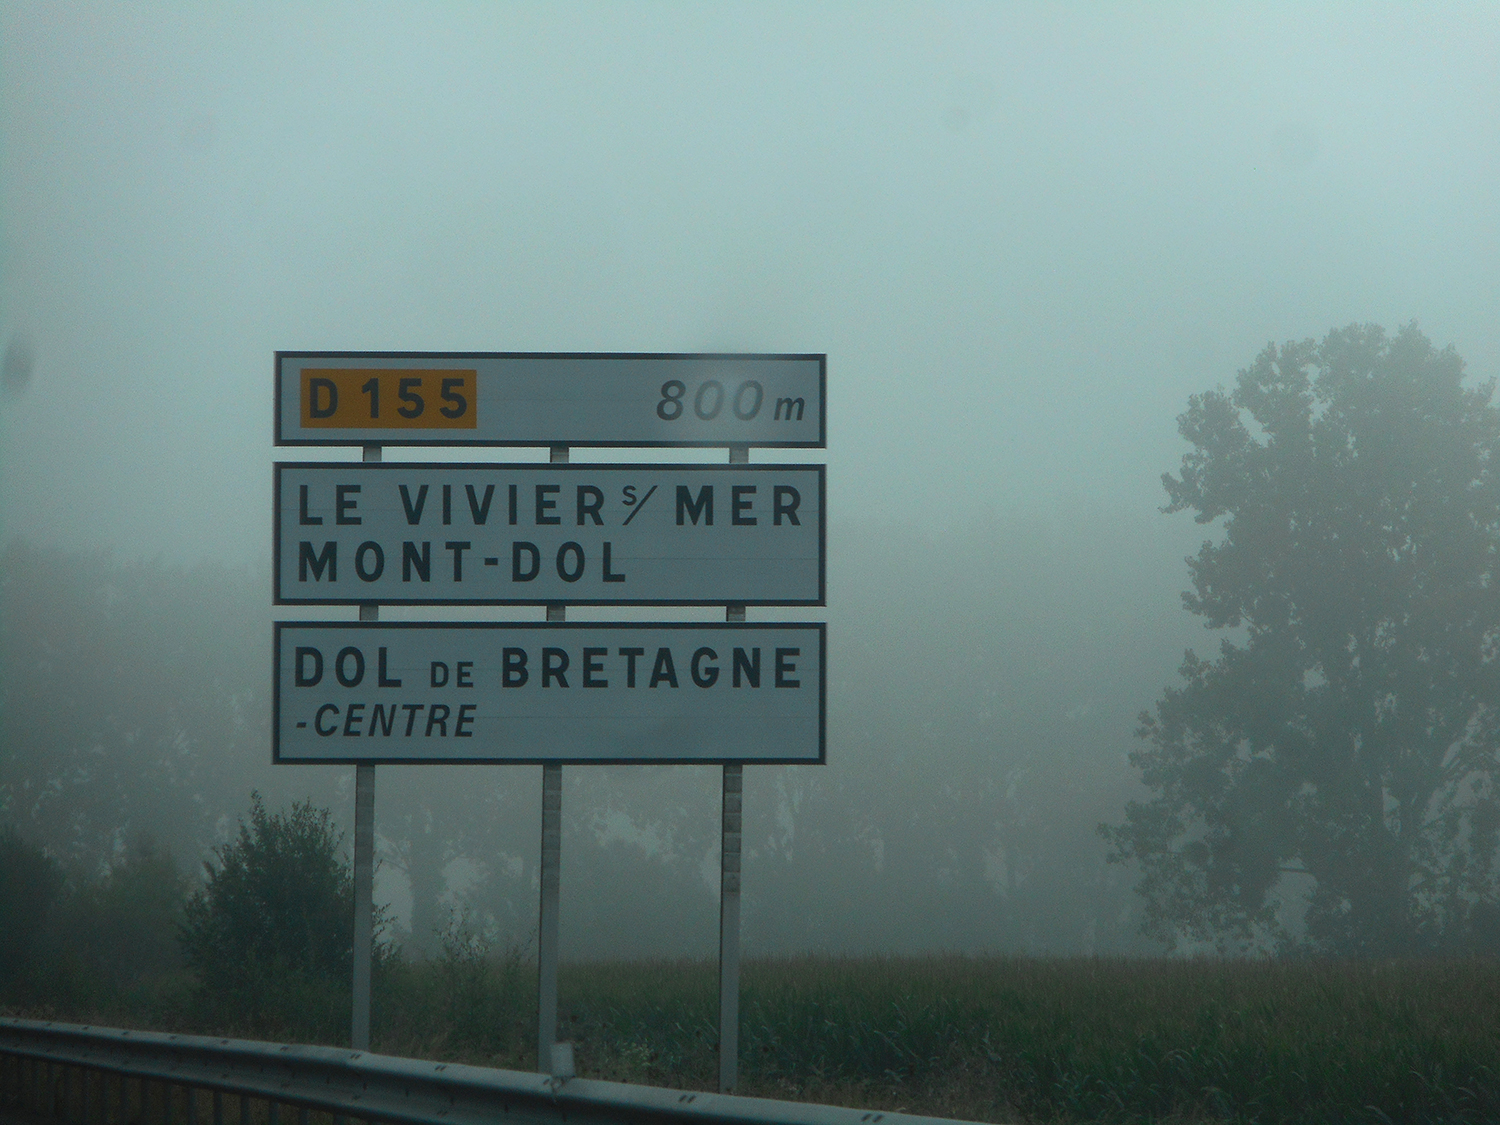 D 155 800 m
LE VIVIER s/ MER
MONT-DOL
DOL DE BRETAGNE
-CENTRE